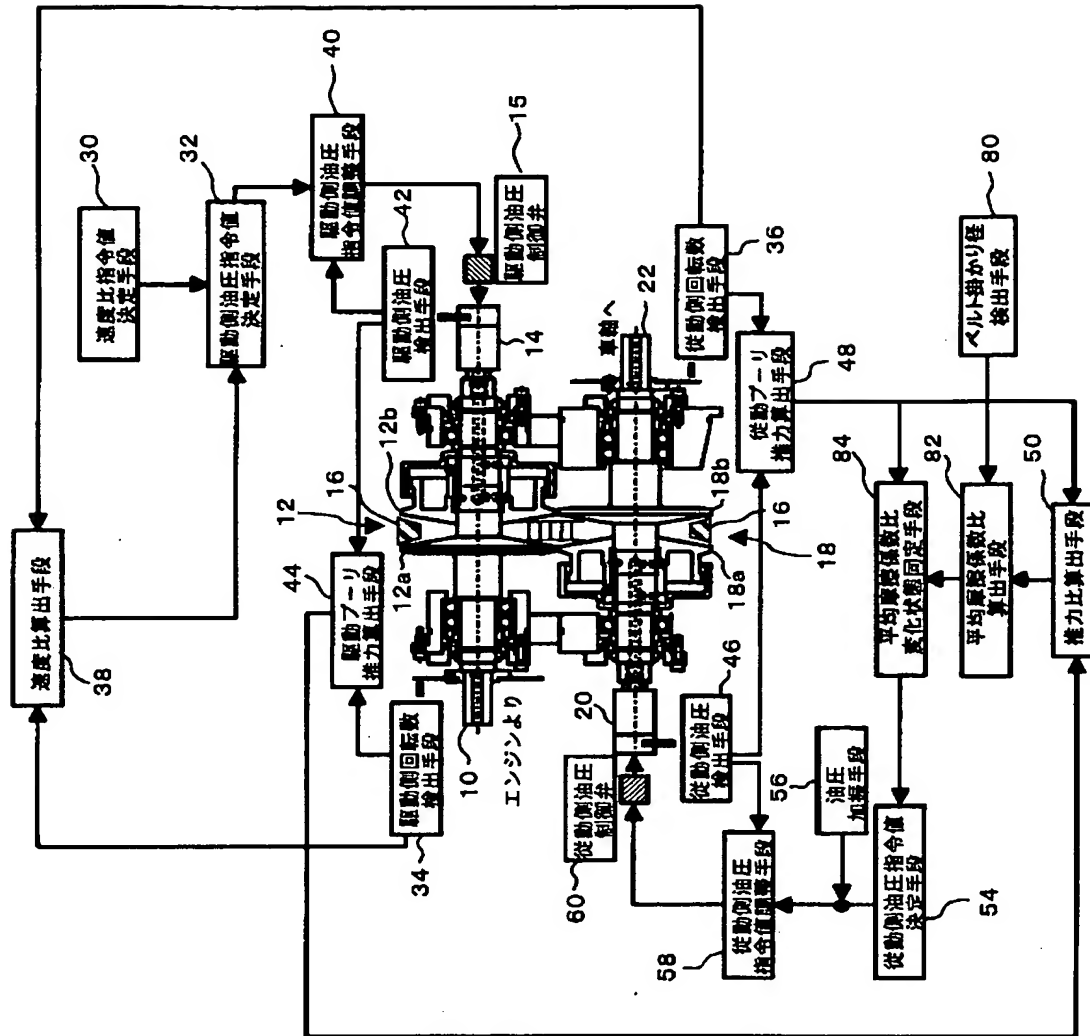 速度比指令値
決定手段
30
駆動側油圧指令値
決定手段
32
駆動側油圧
指令値調整手段
40
駆動側油圧
検出手段
42
駆動側油圧
制御弁
15
14
速度比算出手段
38
駆動プーリ
推力算出手段
44
駆動側回転数
検出手段
34
エンジンより
10
12
12a
12b
16
16
18
18a
18b
車軸へ
22
従動側回転数
検出手段
36
従動プーリ
推力算出手段
48
ベルト掛かり径
検出手段
80
従動側油圧
制御弁
60
20
従動側油圧
検出手段
46
油圧
加振手段
56
従動側油圧
指令値調整手段
58
従動側油圧指令値
決定手段
54
平均摩擦係数比
変化状態同定手段
84
平均摩擦係数比
算出手段
82
推力比算出手段
50